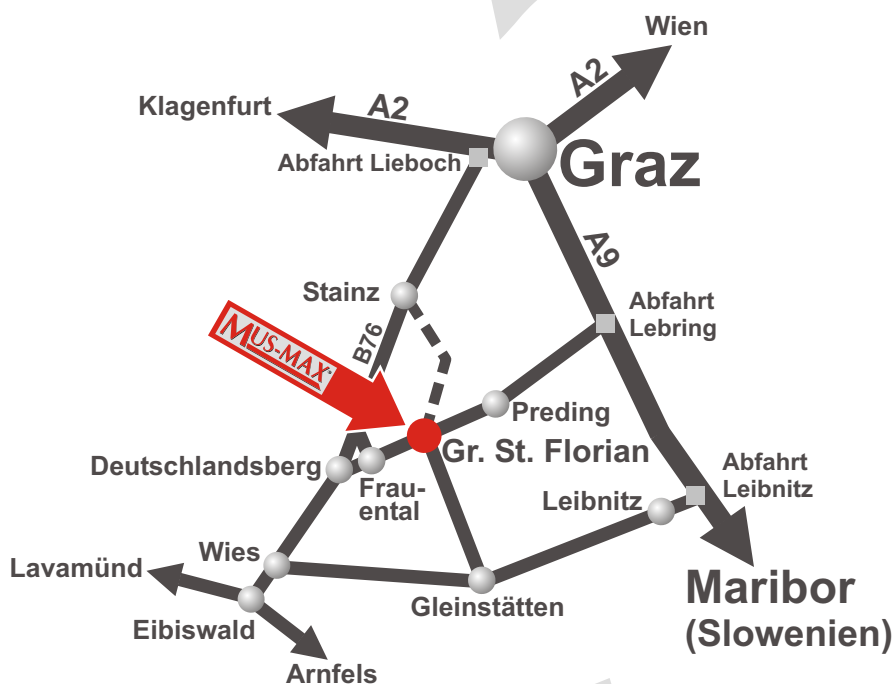 Wien
A2
Klagenfurt
A2
Abfahrt Lieboch
Graz
A9
Stainz
Abfahrt
Lebring
B76
MUS-MAX
Preding
Gr. St. Florian
Deutschlandsberg
Frau-
ental
Abfahrt
Leibnitz
Leibnitz
Wies
Lavamünd
Gleinstätten
Maribor
(Slowenien)
Eibiswald
Arnfels